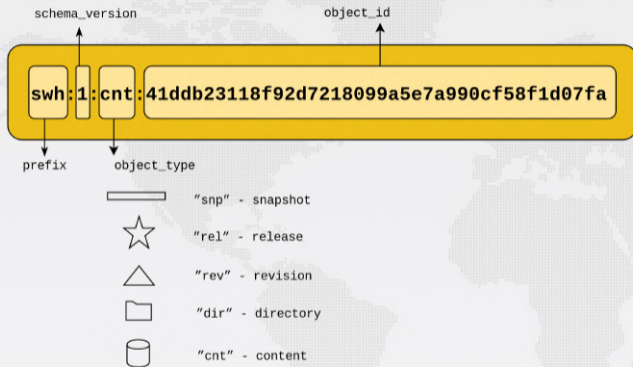 schema_version object_id
swh:1:cnt:41ddb23118f92d7218099a5e7a990cf58f1d07fa
prefix object_type
"snp" - snapshot
"rel" - release
"rev" - revision
"dir" - directory
"cnt" - content